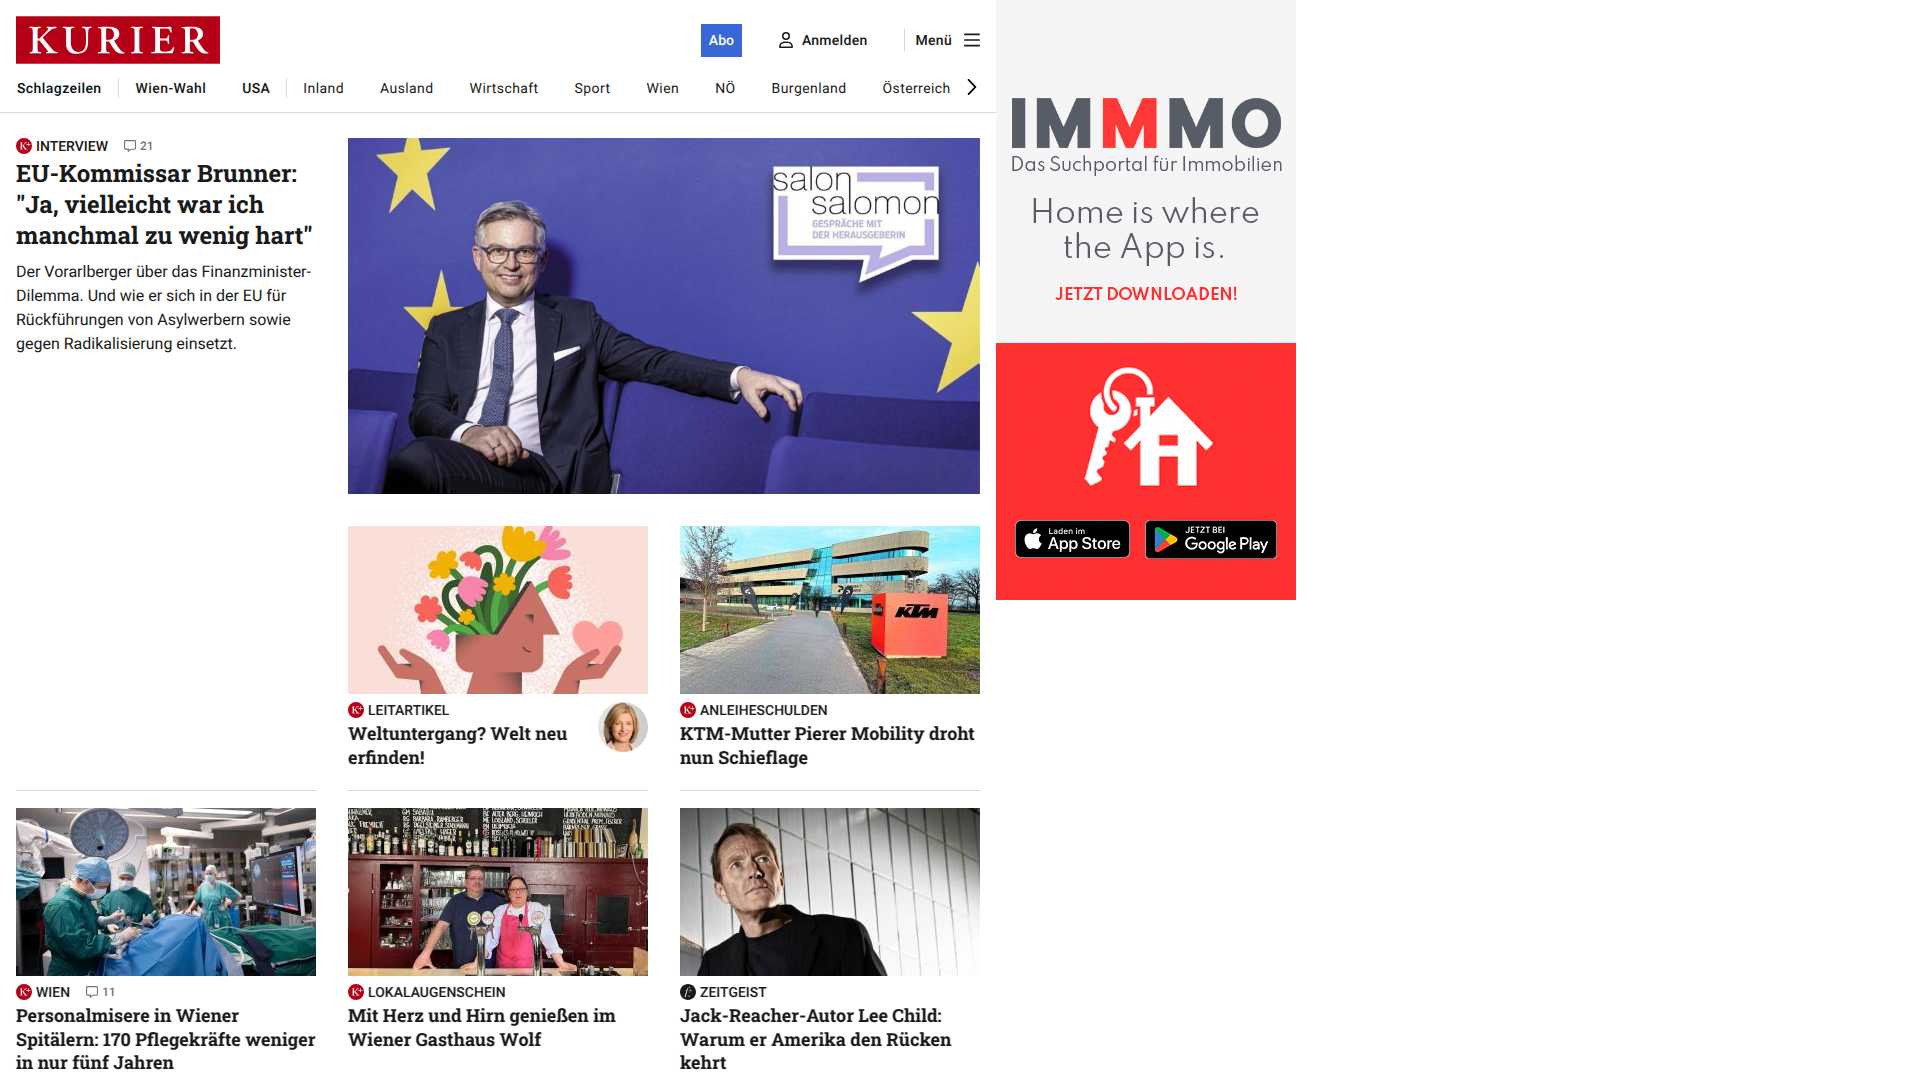 KURIER
Abo
Anmelden
Menü
Schlagzeilen
Wien-Wahl
USA
Inland
Ausland
Wirtschaft
Sport
Wien
NÖ
Burgenland
Österreich
INTERVIEW
21
EU-Kommissar Brunner:
"Ja, vielleicht war ich
manchmal zu wenig hart"
Der Vorarlberger über das Finanzminister-
Dilemma. Und wie er sich in der EU für
Rückführungen von Asylwerbern sowie
gegen Radikalisierung einsetzt.
salon
salomon
GESPRÄCHE MIT
DER HERAUSGEBERIN
LEITARTIKEL
Weltuntergang? Welt neu
erfinden!
KTM
ANLEIHESCHULDEN
KTM-Mutter Pierer Mobility droht
nun Schieflage
WIEN
11
Personalmisere in Wiener
Spitälern: 170 Pflegekräfte weniger
in nur fünf Jahren
LOKALAUGENSCHEIN
Mit Herz und Hirn genießen im
Wiener Gasthaus Wolf
ZEITGEIST
Jack-Reacher-Autor Lee Child:
Warum er Amerika den Rücken
kehrt
IMMMO
Das Suchportal für Immobilien
Home is where
the App is.
JETZT DOWNLOADEN!
Laden im
App Store
JETZT BEI
Google Play